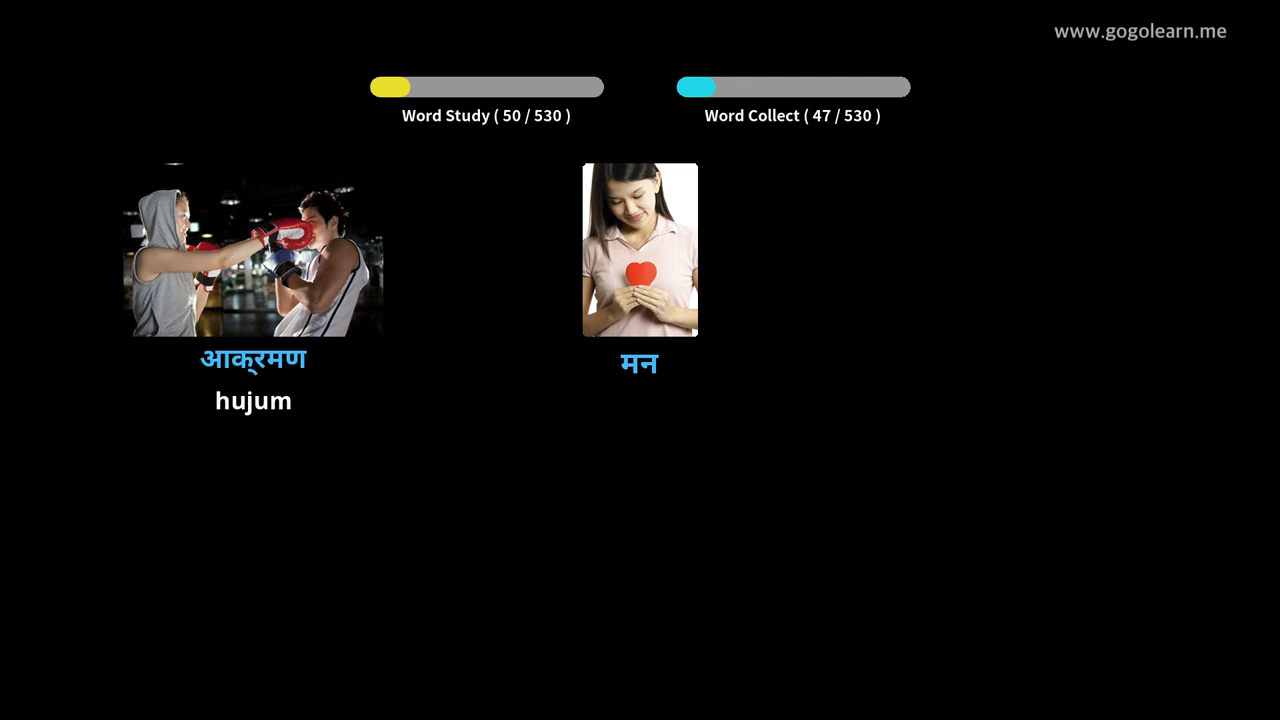 www.gogolearn.me
Word Study ( 50 / 530 )
Word Collect ( 47 / 530 )
आक्रमण
hujum
मन